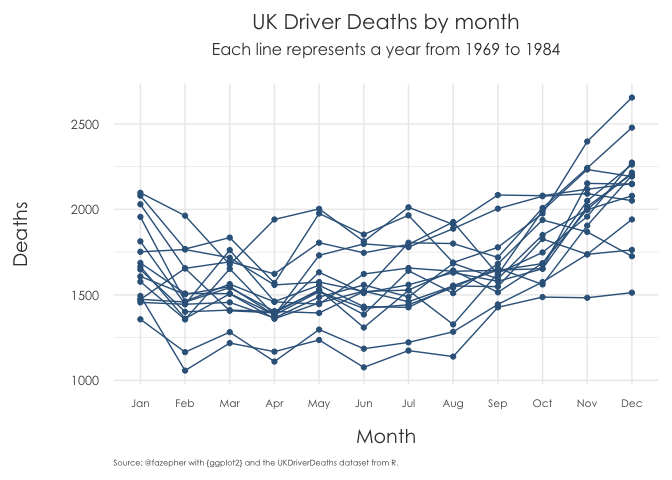 UK Driver Deaths by month
Each line represents a year from 1969 to 1984
2500
2000
1500
1000
Deaths
Jan Feb Mar Apr May Jun Jul Aug Sep Oct Nov Dec
Month
Source: @fazepher with {ggplot2} and the UKDriverDeaths dataset from R.